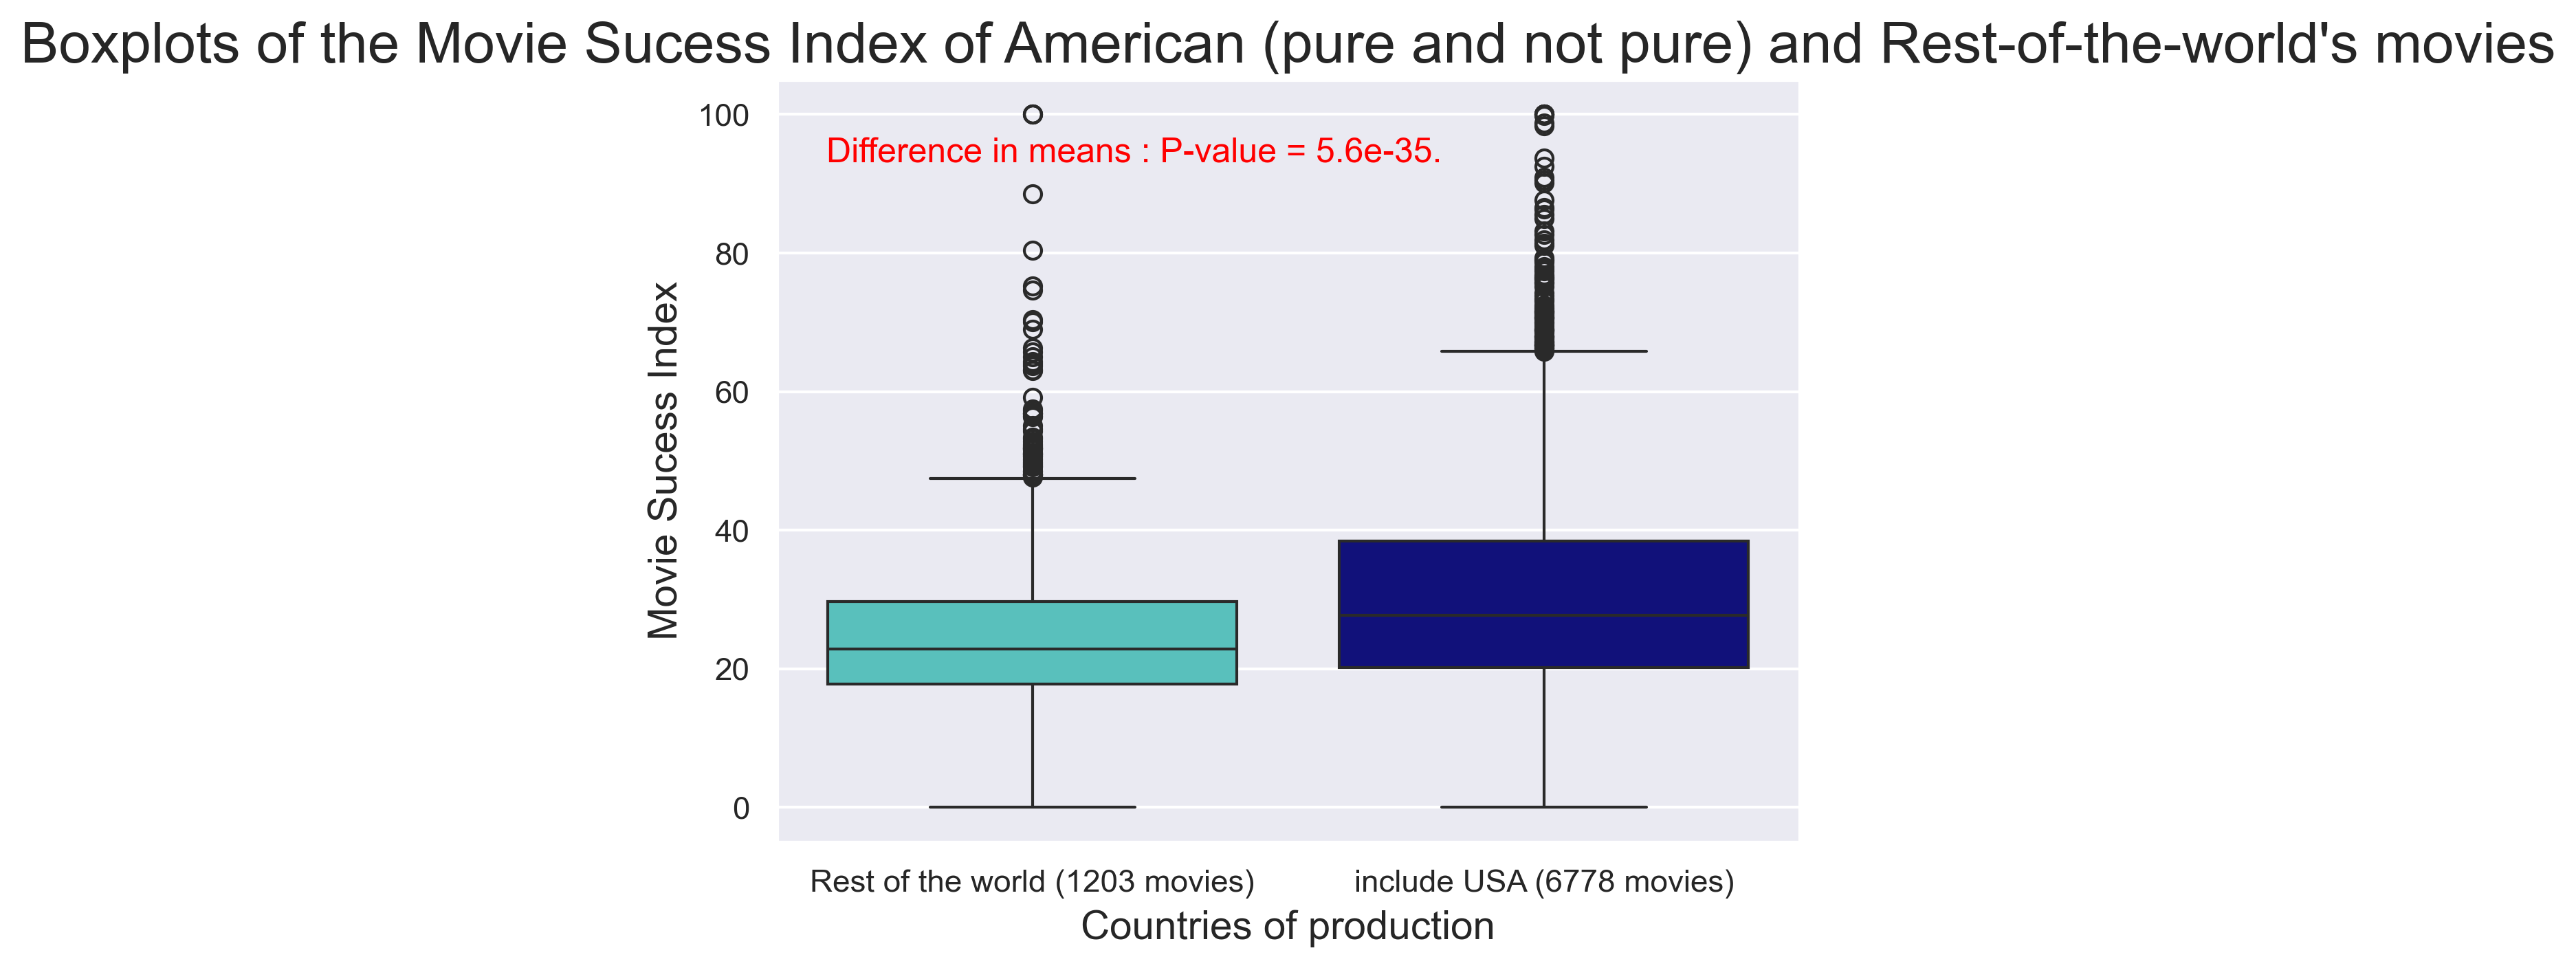 Boxplots of the Movie Sucess Index of American (pure and not pure) and Rest-of-the-world's movies
100
Difference in means : P-value = 5.6e-35.
80
60
40
20
0
Movie Sucess Index
Rest of the world (1203 movies)
include USA (6778 movies)
Countries of production